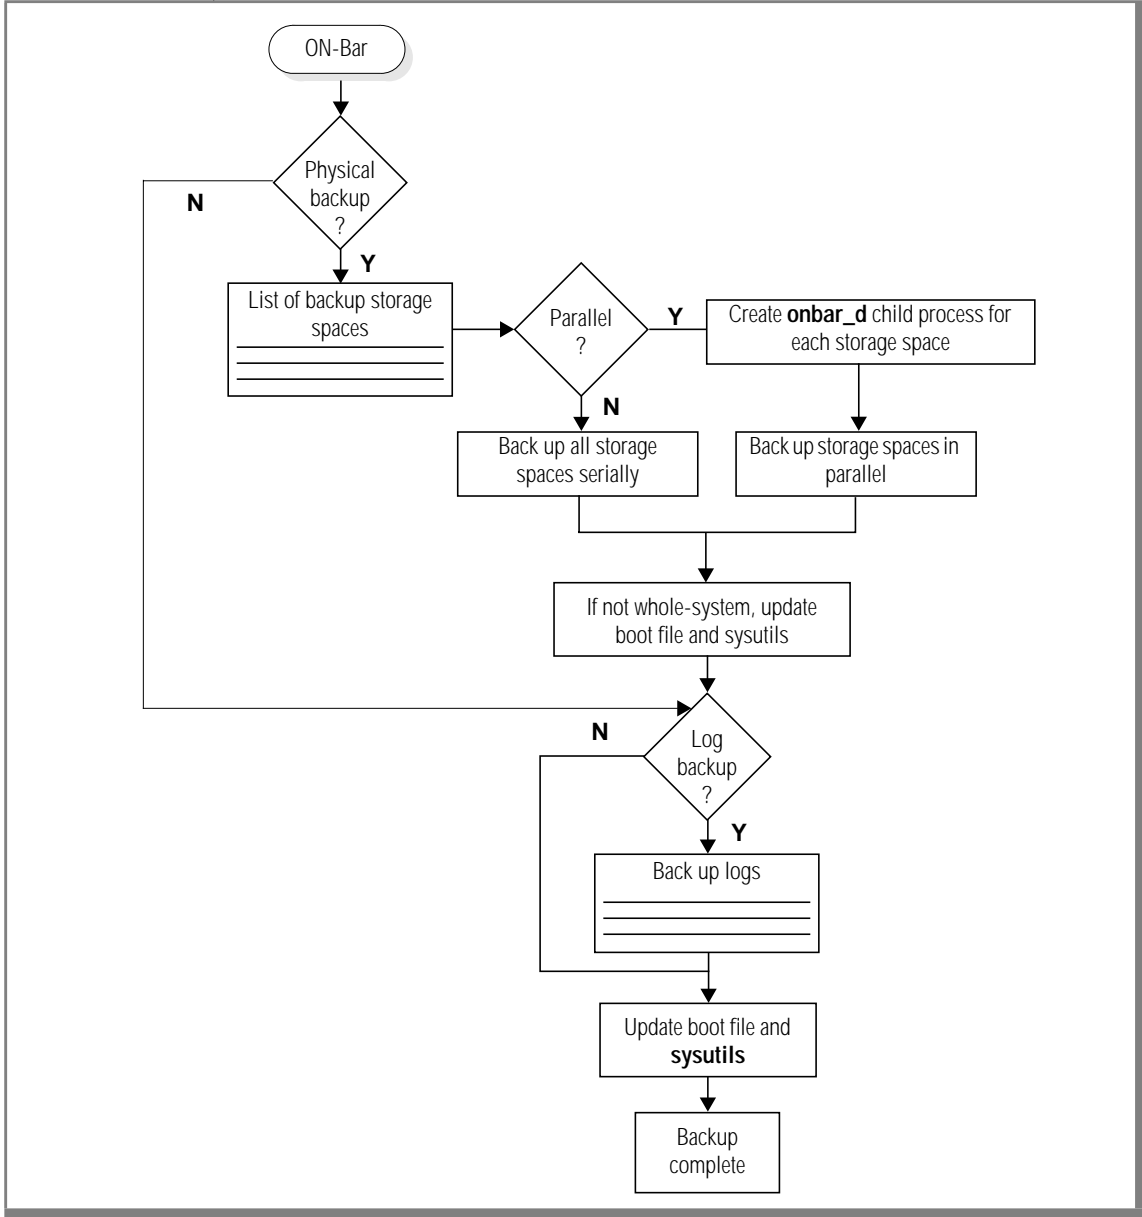 ON-Bar
Physical
backup
?
N
Y
List of backup storage
spaces
Parallel
?
Y
Create onbar_d child process for
each storage space
N
Back up all storage
spaces serially
Back up storage spaces in
parallel
If not whole-system, update
boot file and sysutils
N
Log
backup
?
Y
Back up logs
Update boot file and
sysutils
Backup
complete